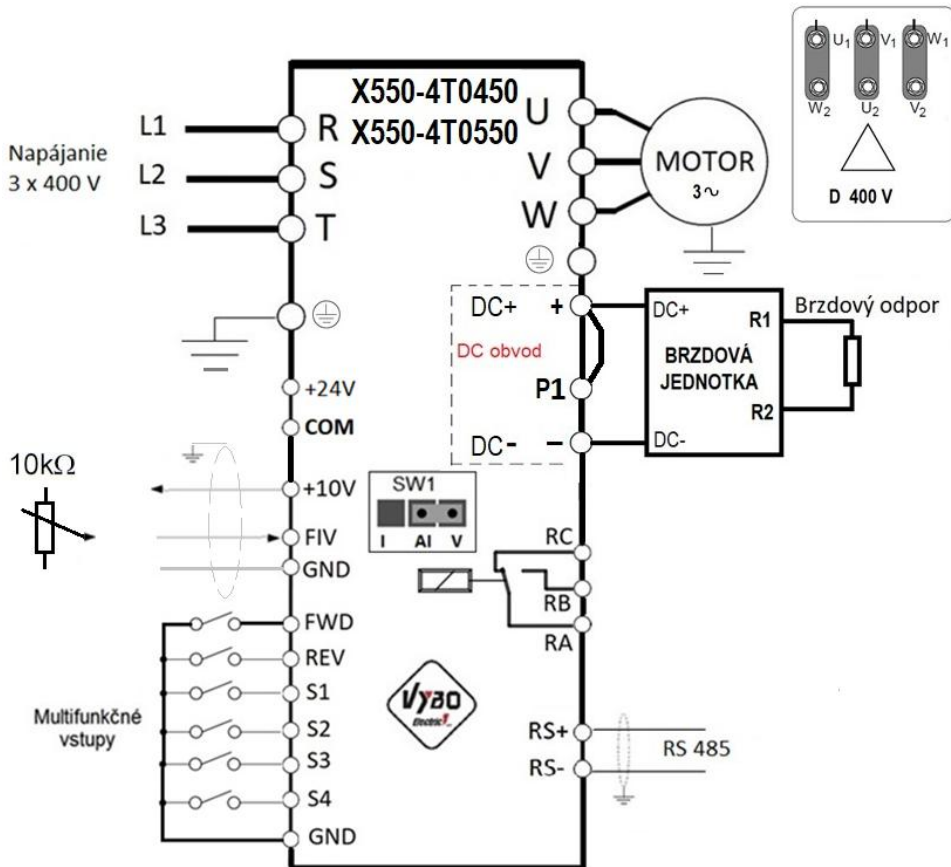 X550-4T0450
X550-4T0550
L1
L2
L3
Napájanie
3 x 400 V
R
S
T
U
V
W
MOTOR
3~
U1 V1 W1
W2 U2 V2
D 400 V
DC+ +
DC obvod
P1
DC- −
DC+
BRZDOVÁ
JEDNOTKA
DC-
R1
R2
Brzdový odpor
+24V
COM
10kΩ
+10V
FIV
GND
SW1
I AI V
RC
RB
RA
FWD
REV
S1
S2
S3
S4
GND
Multifunkčné
vstupy
VYBO
Electric
RS+
RS-
RS 485